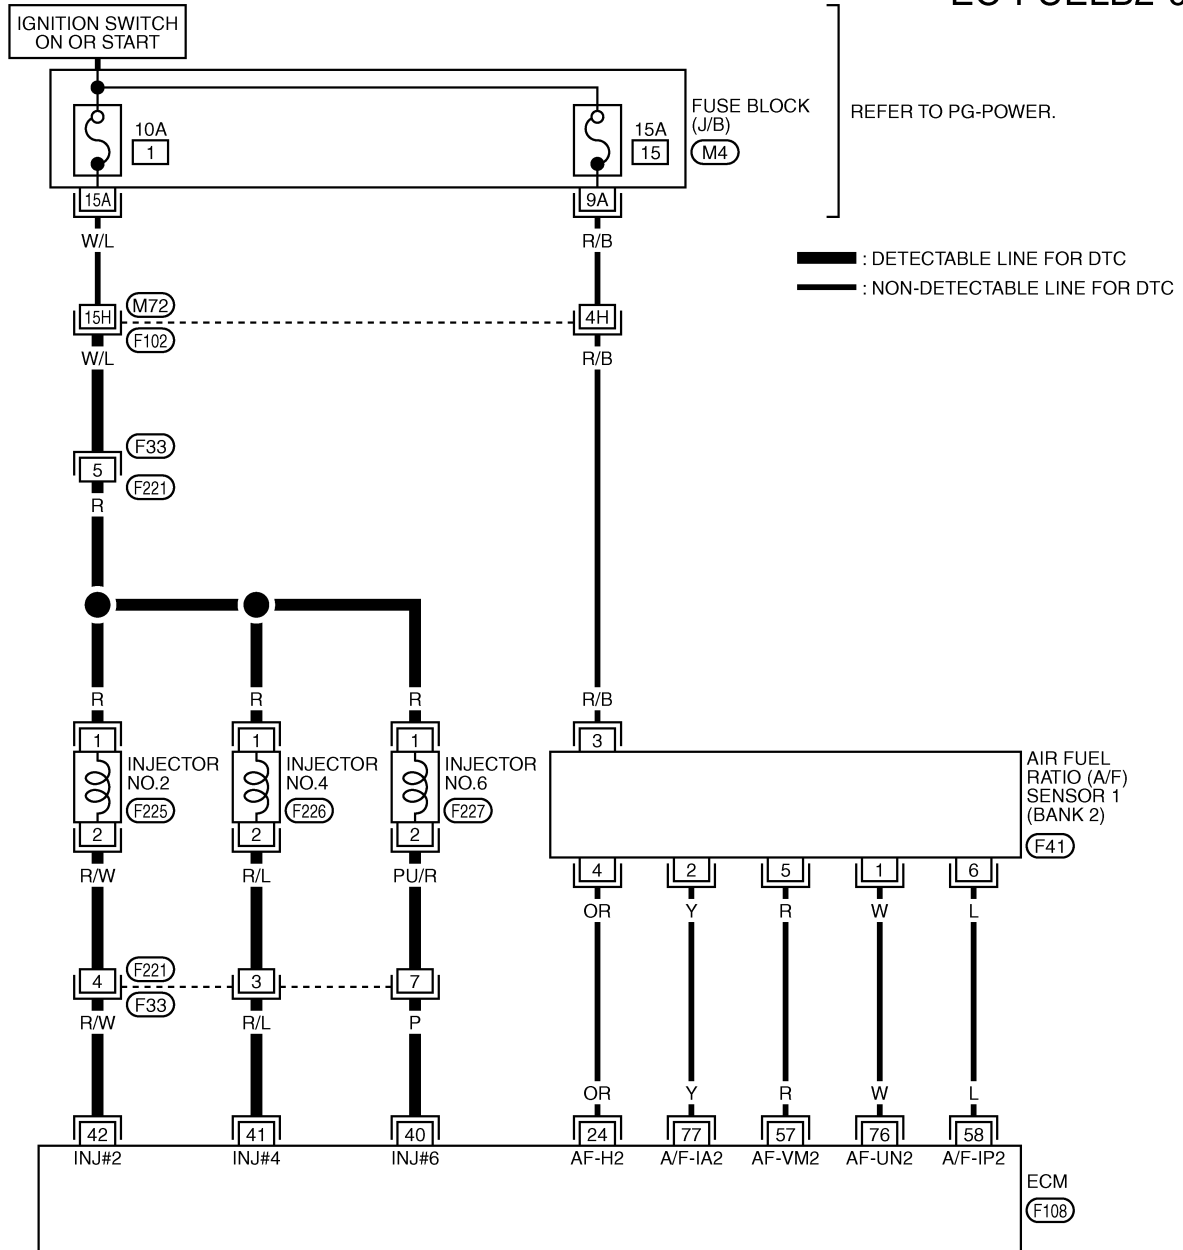 IGNITION SWITCH
ON OR START
FUSE BLOCK
(J/B)
M4
REFER TO PG-POWER.
10A
1
15A
15
15A
9A
W/L
R/B
: DETECTABLE LINE FOR DTC
: NON-DETECTABLE LINE FOR DTC
M72
15H
4H
F102
W/L
R/B
F33
5
F221
R
R
R
R
R/B
1
1
1
3
INJECTOR
NO.2
F225
INJECTOR
NO.4
F226
INJECTOR
NO.6
F227
AIR FUEL
RATIO (A/F)
SENSOR 1
(BANK 2)
F41
2
2
2
4
2
5
1
6
R/W
R/L
PU/R
OR
Y
R
W
L
F221
4
3
7
F33
R/W
R/L
P
OR
Y
R
W
L
42
41
40
24
77
57
76
58
INJ#2
INJ#4
INJ#6
AF-H2
A/F-IA2
AF-VM2
AF-UN2
A/F-IP2
ECM
F108